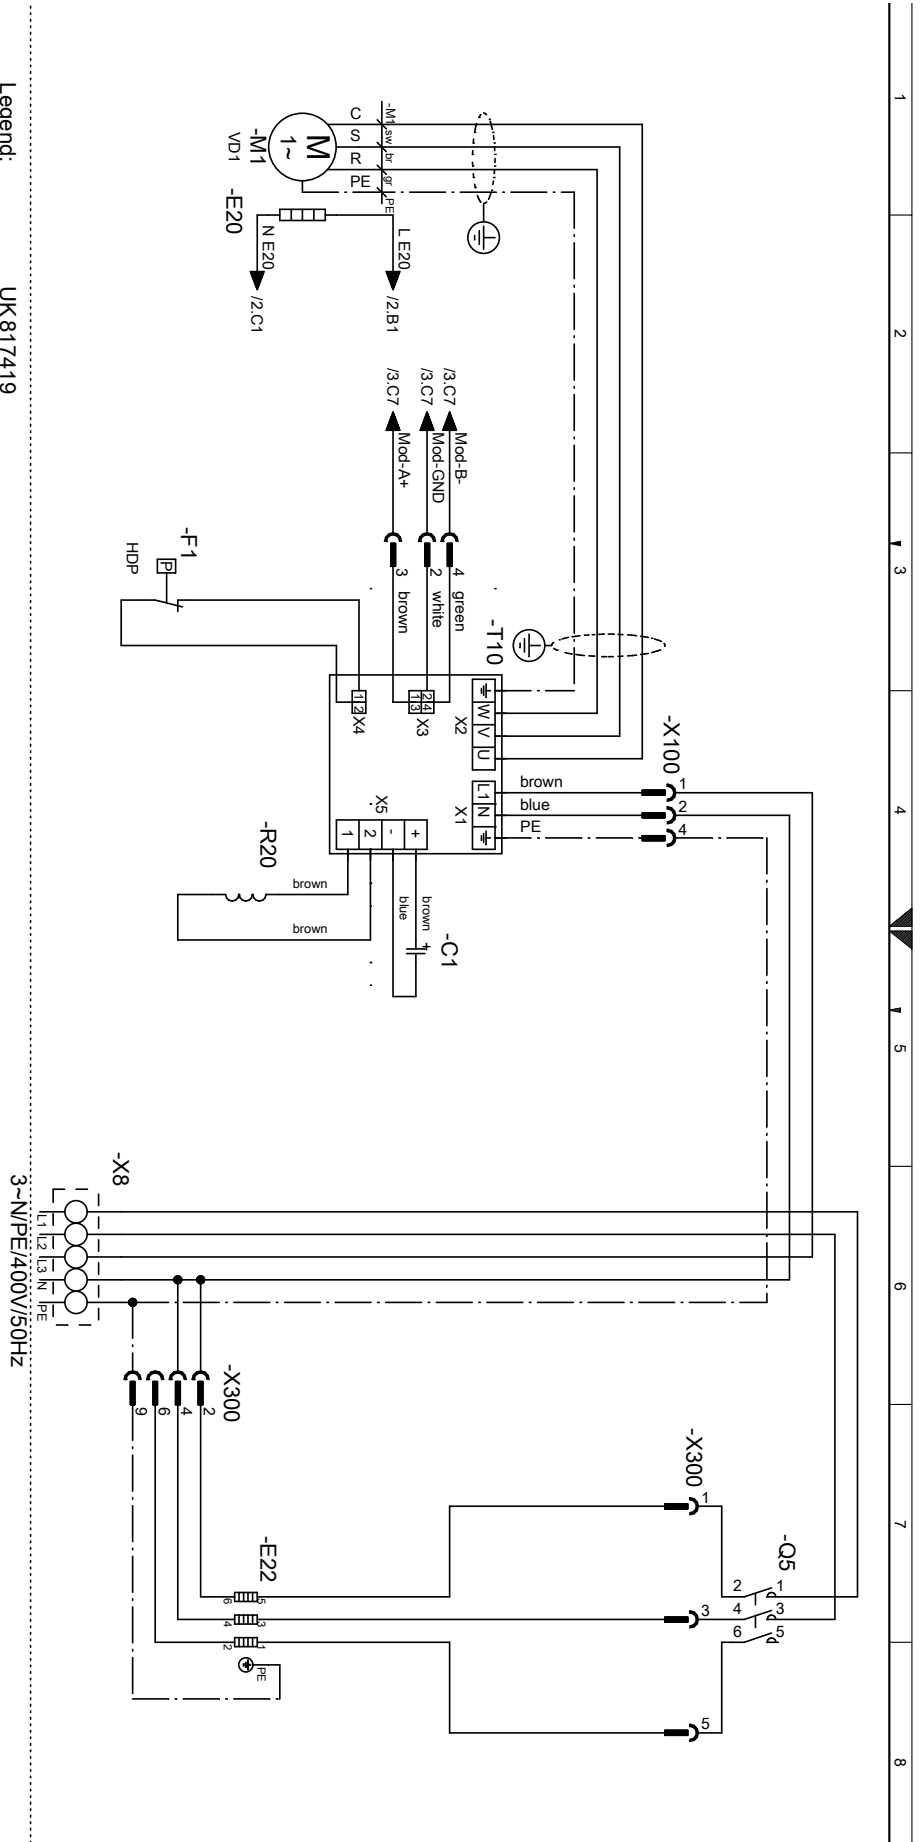 1
2
3
4
5
6
7
8
-M1
sw
br
gr
PE
C
S
R
PE
M
1~
-M1
VD1
-E20
N E20
L E20
/2.C1
/2.B1
/3.C7
/3.C7
/3.C7
Mod-B-
Mod-GND
Mod-A+
4
2
3
green
white
brown
-F1
P
HDP
-T10
W
V
U
X2
2 4
1 3
X3
1 2
X4
L1
N
X1
X5
1
2
-
+
brown
blue
PE
-X100
1
2
4
-R20
brown
brown
brown
blue
+
-C1
-X8
L1
L2
L3
N
PE
-X300
2
4
6
9
-X300
1
3
5
-Q5
2
1
4
3
6
5
-E22
6
5
4
3
2
1
PE
Legend:
UK817419
3~N/PE/400V/50Hz